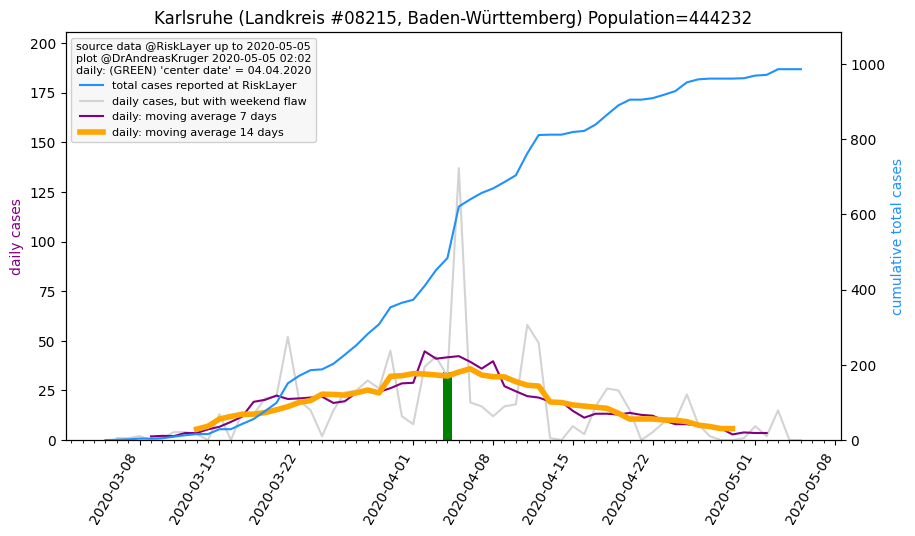 Karlsruhe (Landkreis #08215, Baden-Württemberg) Population=444232
source data @RiskLayer up to 2020-05-05
plot @DrAndreasKruger 2020-05-05 02:02
daily: (GREEN) 'center date' = 04.04.2020
total cases reported at RiskLayer
daily cases, but with weekend flaw
daily: moving average 7 days
daily: moving average 14 days
daily cases
200
175
150
125
100
75
50
25
0
cumulative total cases
1000
800
600
400
200
0
2020-03-08
2020-03-15
2020-03-22
2020-04-01
2020-04-08
2020-04-15
2020-04-22
2020-05-01
2020-05-08